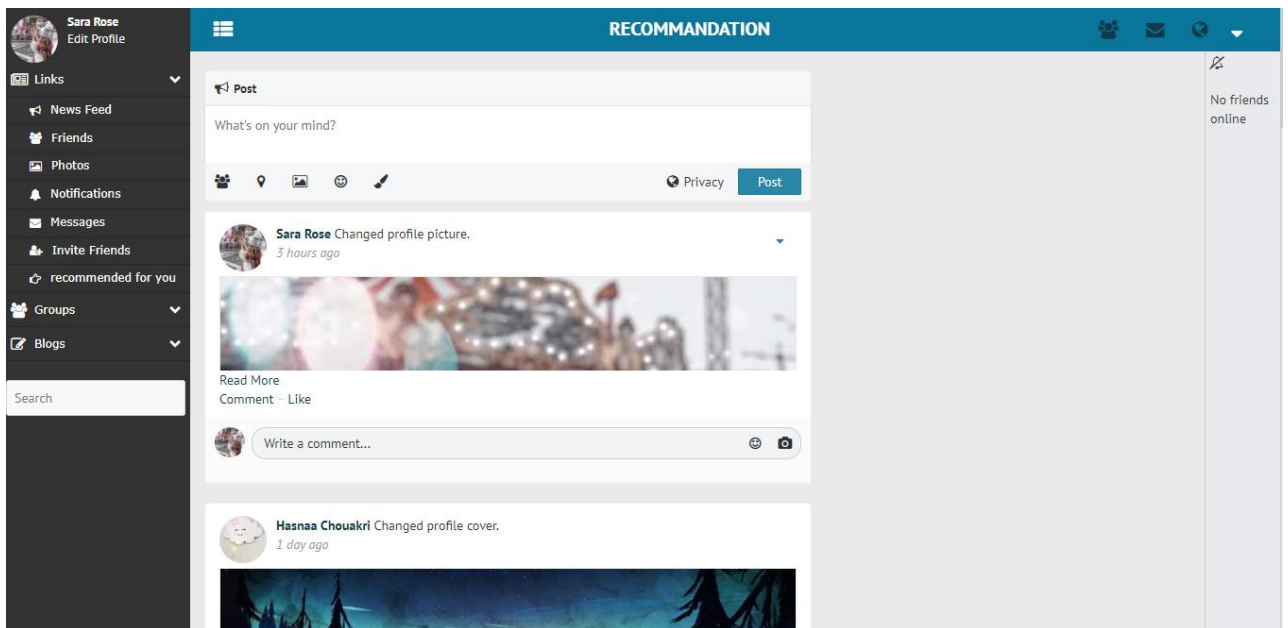 Sara Rose
Edit Profile
Links
News Feed
Friends
Photos
Notifications
Messages
Invite Friends
recommended for you
Groups
Blogs
Search
RECOMMANDATION
Post
What's on your mind?
Privacy
Post
Sara Rose Changed profile picture.
3 hours ago
Read More
Comment - Like
Write a comment...
Hasnaa Chouakri Changed profile cover.
1 day ago
No friends
online